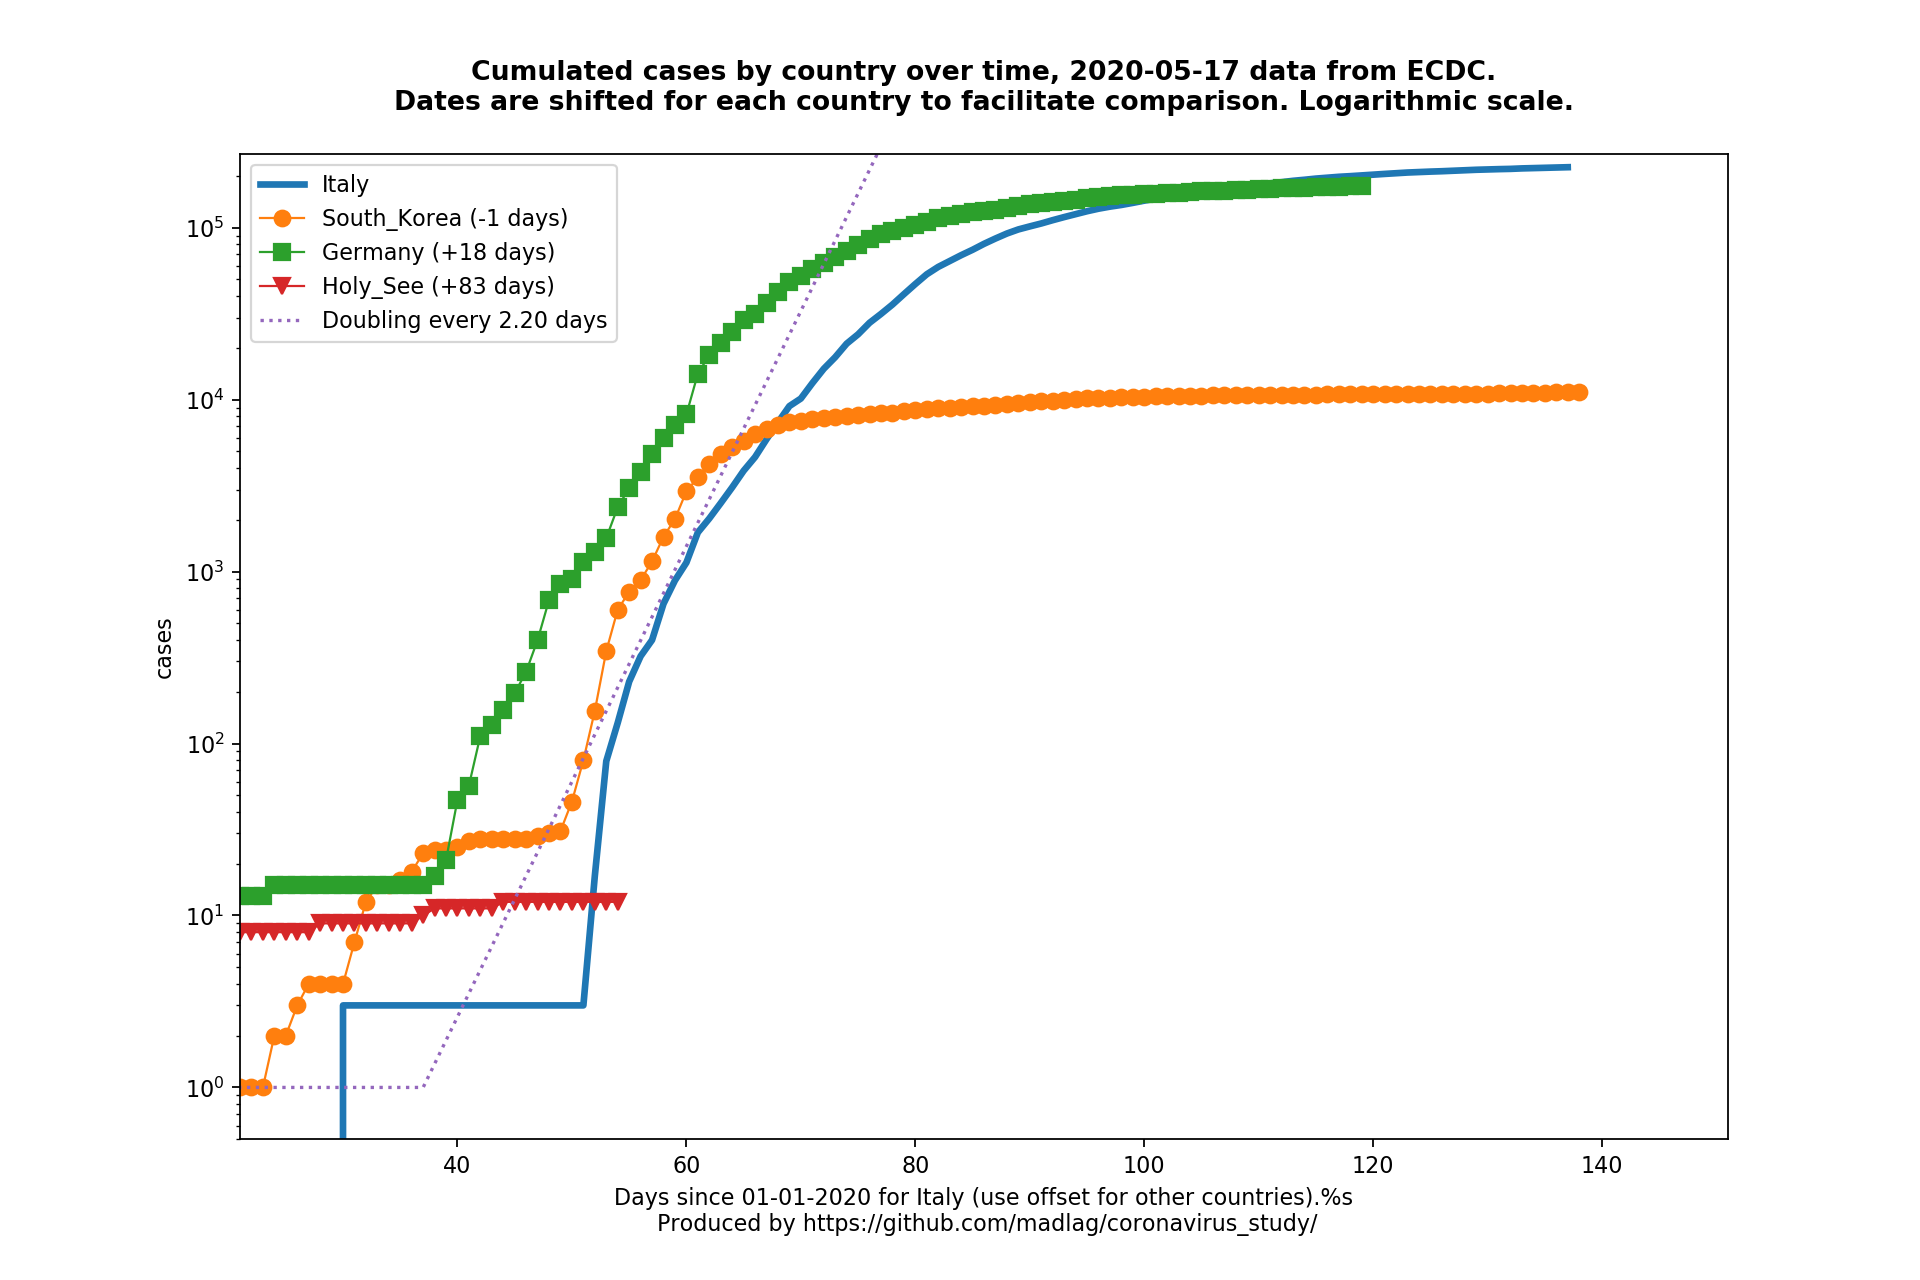 Cumulated cases by country over time, 2020-05-17 data from ECDC.
Dates are shifted for each country to facilitate comparison. Logarithmic scale.
Italy
South_Korea (-1 days)
Germany (+18 days)
Holy_See (+83 days)
Doubling every 2.20 days
10^5
10^4
10^3
10^2
10^1
10^0
cases
40 60 80 100 120 140
Days since 01-01-2020 for Italy (use offset for other countries).%s
Produced by https://github.com/madlag/coronavirus_study/